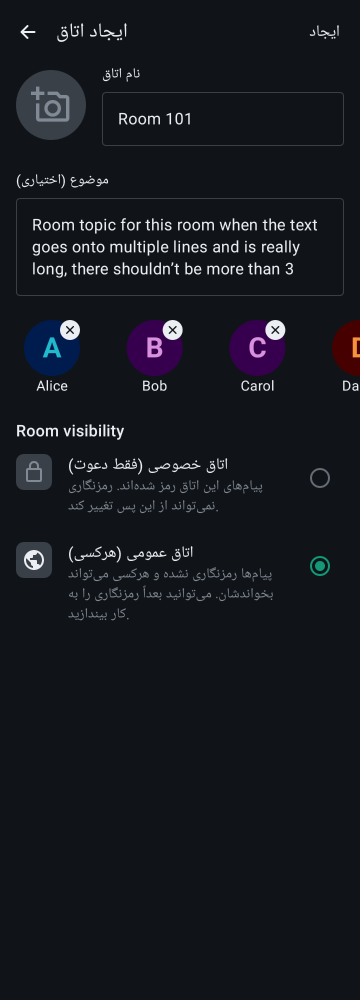 ایجاد اتاق
ایجاد
نام اتاق
Room 101
موضوع (اختیاری)
Room topic for this room when the text
goes onto multiple lines and is really
long, there shouldn’t be more than 3
A
B
C
Alice
Bob
Carol
Da
Room visibility
اتاق خصوصی (فقط دعوت)
پیام‌های این اتاق رمز شده‌اند. رمزنگاری
نمی‌تواند از این پس تغییر کند.
اتاق عمومی (هرکسی)
پیام‌ها رمزنگاری نشده و هرکسی می‌تواند
بخواندشان. می‌توانید بعداً رمزنگاری را به
کار بیندازید.